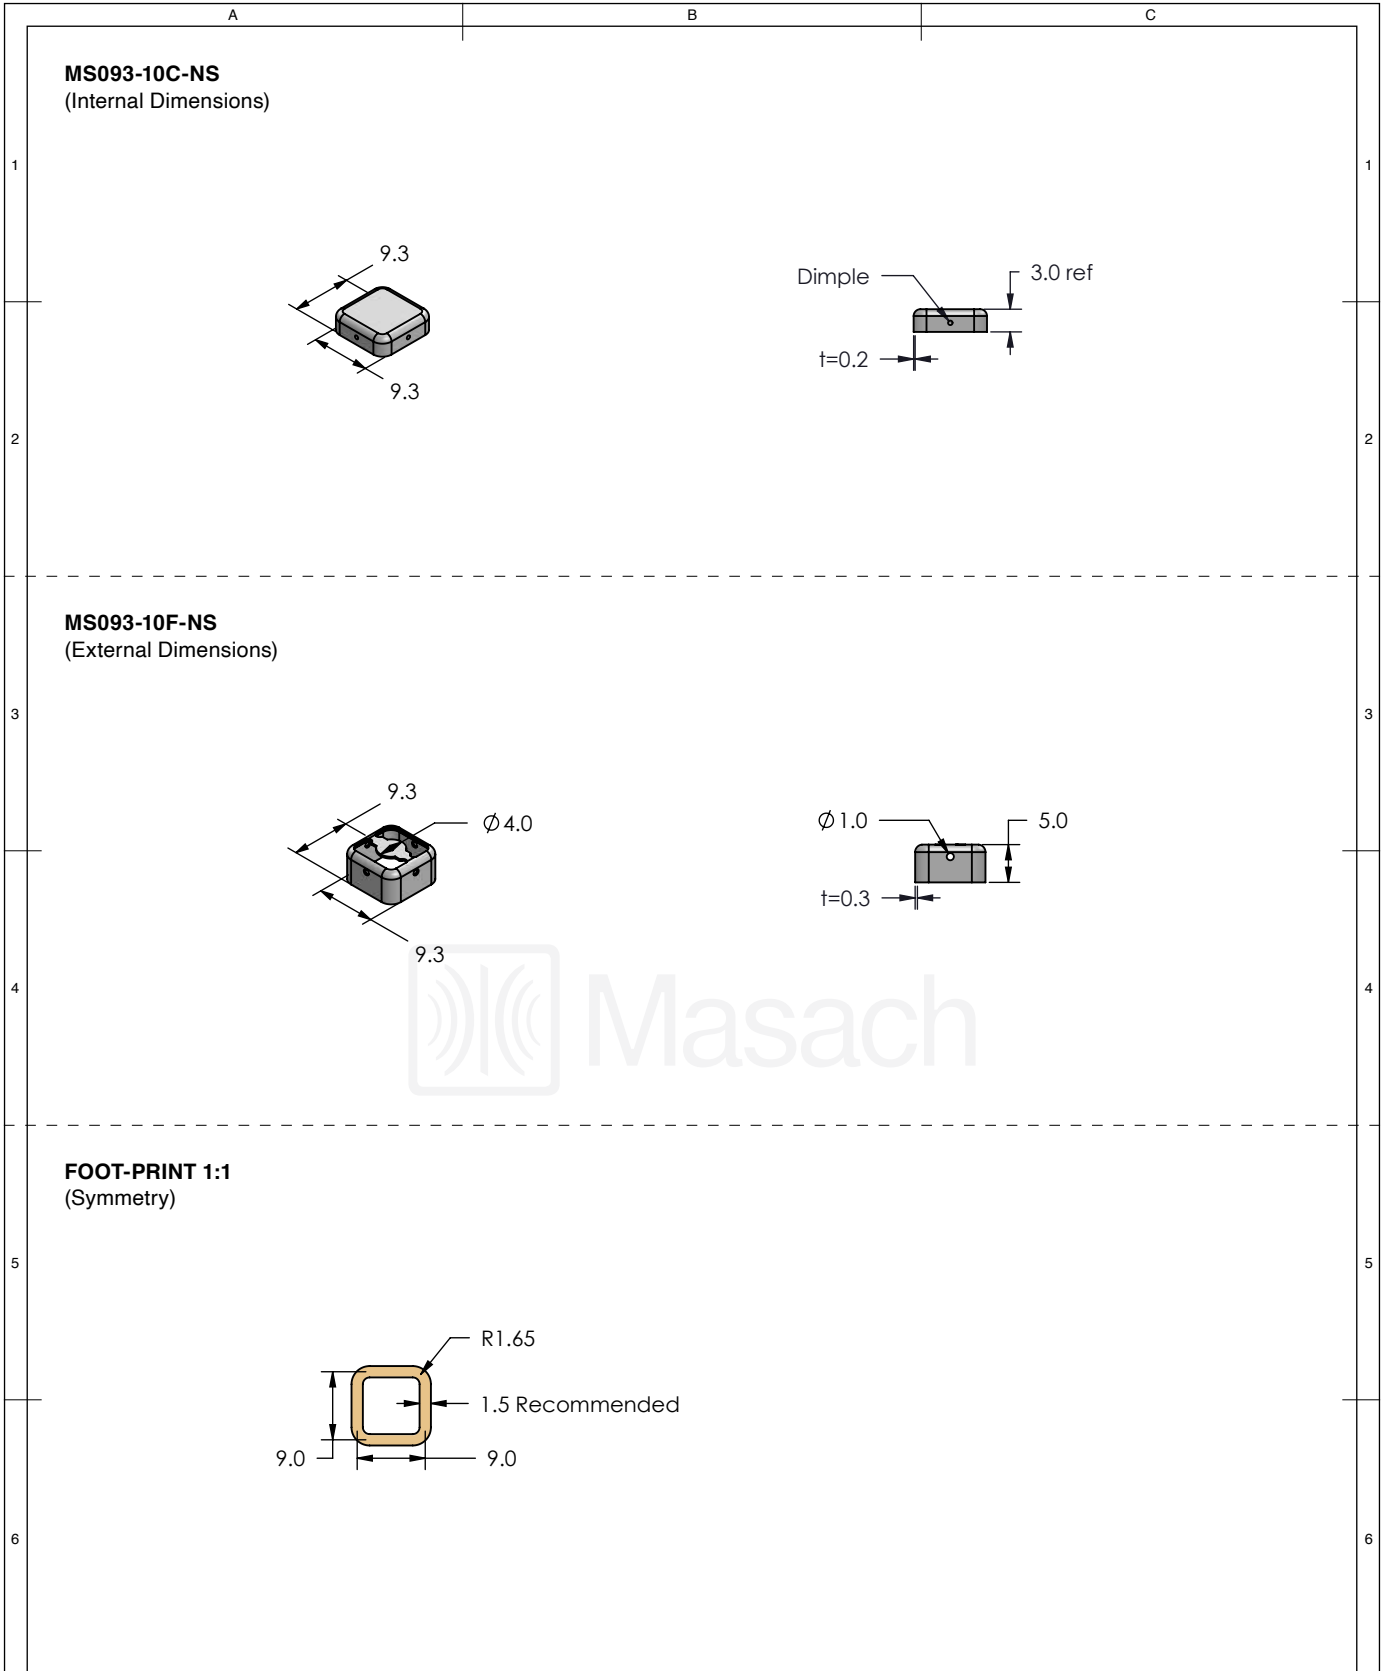 A B C
MS093-10C-NS
(Internal Dimensions)
1 1
9.3
Dimple 3.0 ref
t=0.2
9.3
2 2
MS093-10F-NS
(External Dimensions)
3 3
9.3
∅4.0 ∅1.0 5.0
t=0.3
9.3
Masach
4 4
FOOT-PRINT 1:1
(Symmetry)
5 5
R1.65
1.5 Recommended
9.0 9.0
6 6